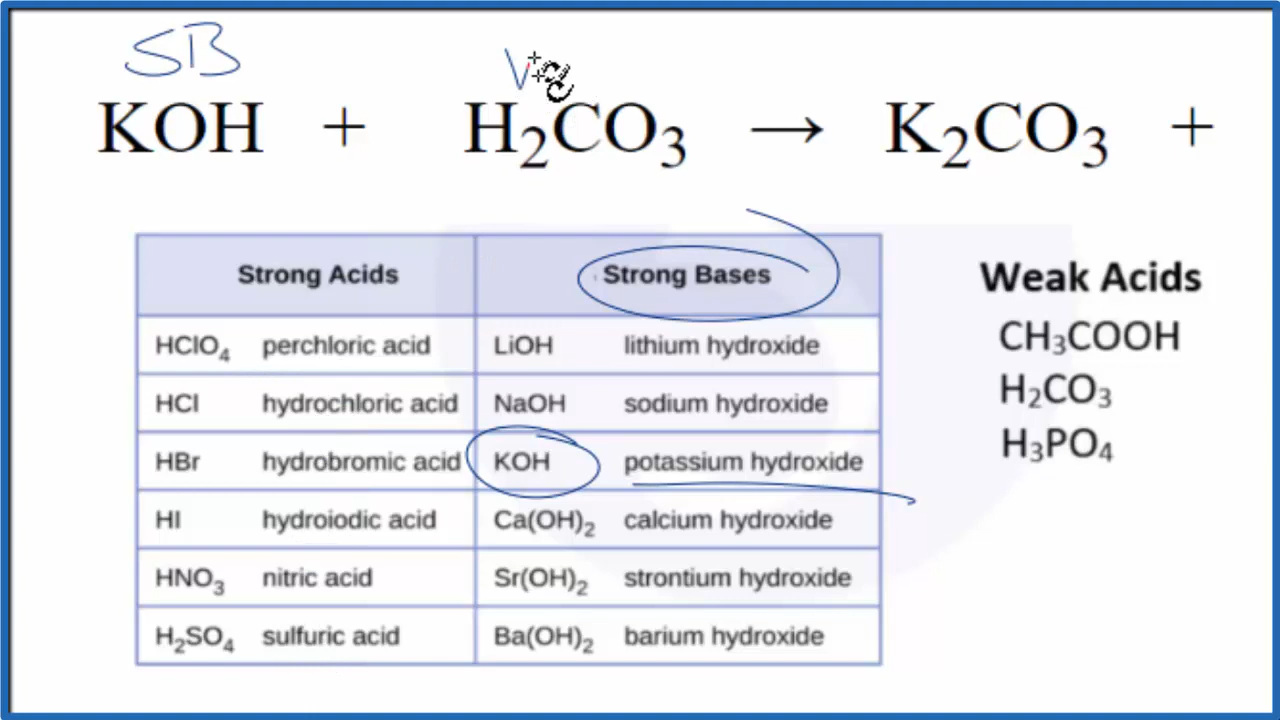 SB
KOH + H₂CO₃ → K₂CO₃ +
Strong Acids Strong Bases
HClO₄ perchloric acid LiOH lithium hydroxide
HCl hydrochloric acid NaOH sodium hydroxide
HBr hydrobromic acid KOH potassium hydroxide
HI hydroiodic acid Ca(OH)₂ calcium hydroxide
HNO₃ nitric acid Sr(OH)₂ strontium hydroxide
H₂SO₄ sulfuric acid Ba(OH)₂ barium hydroxide
Weak Acids
CH₃COOH
H₂CO₃
H₃PO₄